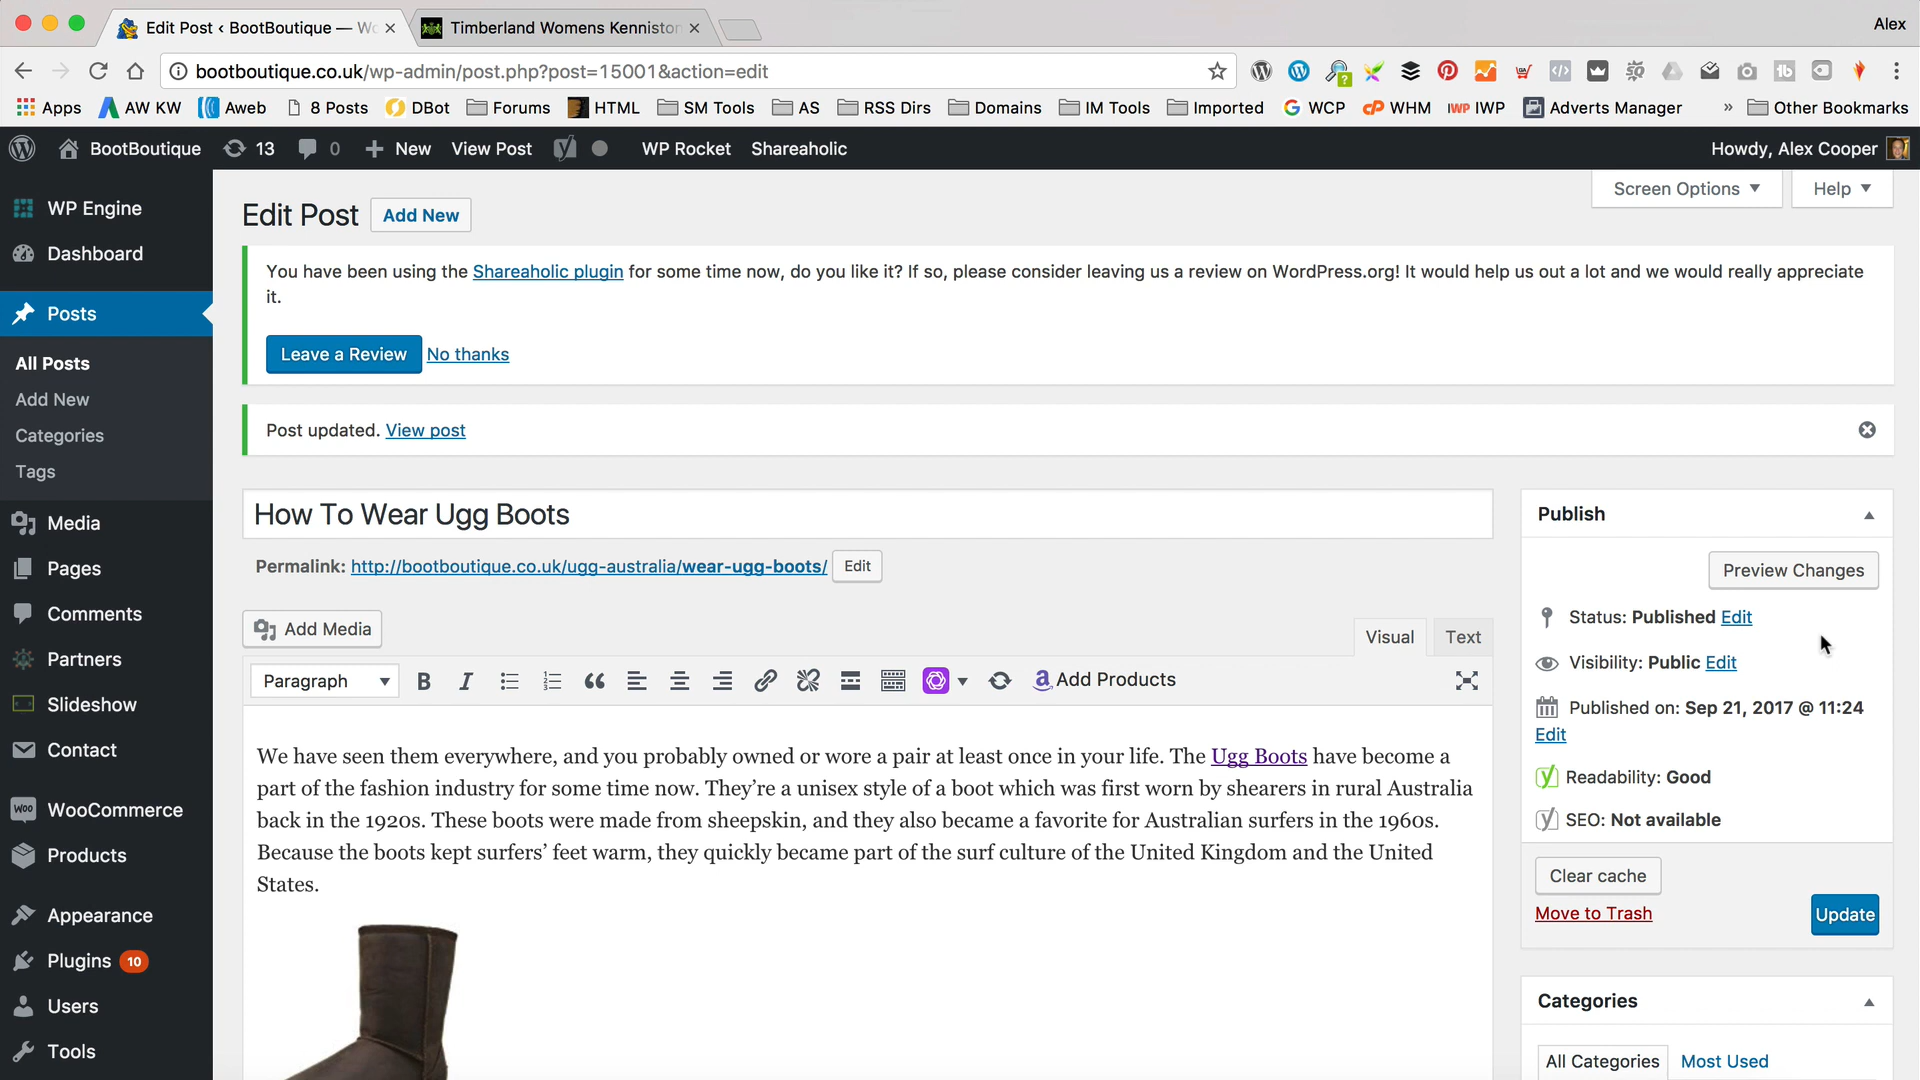 Edit Post ‹ BootBoutique — Wo
Timberland Womens Kenniston
Alex
bootboutique.co.uk/wp-admin/post.php?post=15001&action=edit
Apps AW KW Aweb 8 Posts DBot Forums HTML SM Tools AS RSS Dirs Domains IM Tools Imported WCP WHM IWP IWP Adverts Manager » Other Bookmarks
BootBoutique 13 0 New View Post WP Rocket Shareaholic Howdy, Alex Cooper
WP Engine
Dashboard
Posts
All Posts
Add New
Categories
Tags
Media
Pages
Comments
Partners
Slideshow
Contact
WooCommerce
Products
Appearance
Plugins 10
Users
Tools
Screen Options Help
Edit Post Add New
You have been using the Shareaholic plugin for some time now, do you like it? If so, please consider leaving us a review on WordPress.org! It would help us out a lot and we would really appreciate
it.
Leave a Review No thanks
Post updated. View post
How To Wear Ugg Boots
Permalink: http://bootboutique.co.uk/ugg-australia/wear-ugg-boots/ Edit
Add Media
Visual Text
Paragraph B I Add Products
We have seen them everywhere, and you probably owned or wore a pair at least once in your life. The Ugg Boots have become a
part of the fashion industry for some time now. They're a unisex style of a boot which was first worn by shearers in rural Australia
back in the 1920s. These boots were made from sheepskin, and they also became a favorite for Australian surfers in the 1960s.
Because the boots kept surfers' feet warm, they quickly became part of the surf culture of the United Kingdom and the United
States.
Publish
Preview Changes
Status: Published Edit
Visibility: Public Edit
Published on: Sep 21, 2017 @ 11:24
Edit
Readability: Good
SEO: Not available
Clear cache
Move to Trash
Update
Categories
All Categories Most Used